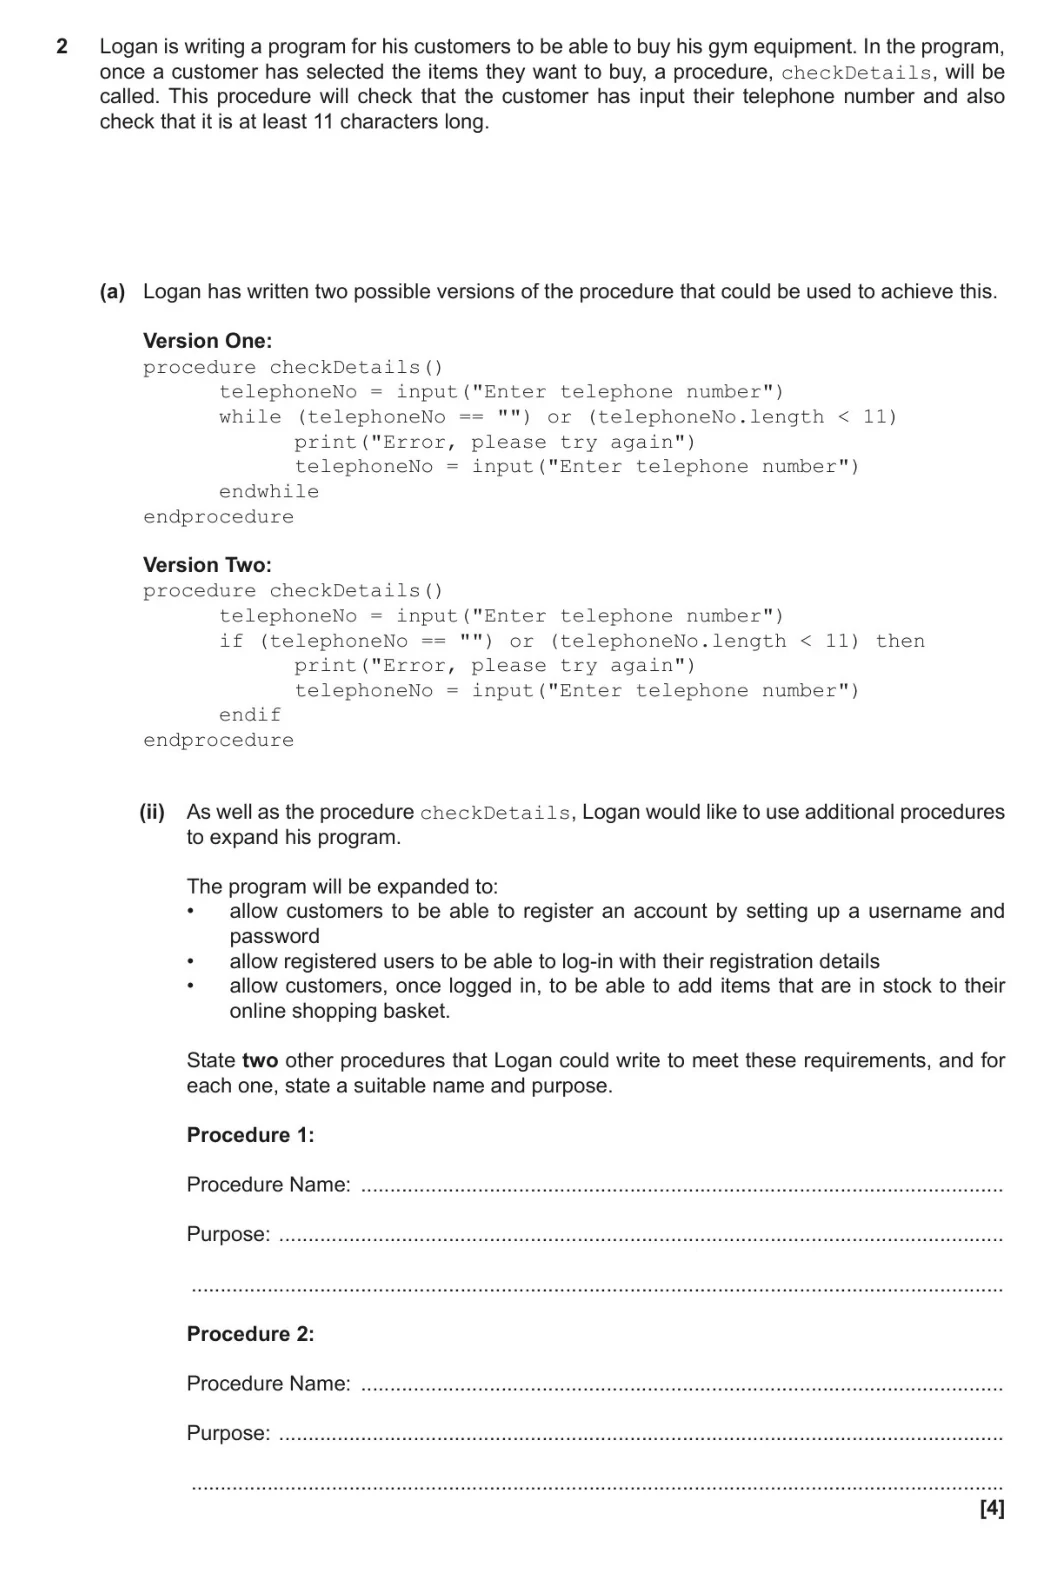 2 Logan is writing a program for his customers to be able to buy his gym equipment. In the program,
once a customer has selected the items they want to buy, a procedure, checkDetails, will be
called. This procedure will check that the customer has input their telephone number and also
check that it is at least 11 characters long.
(a) Logan has written two possible versions of the procedure that could be used to achieve this.
Version One:
procedure checkDetails()
telephoneNo = input("Enter telephone number")
while (telephoneNo == "") or (telephoneNo.length < 11)
print("Error, please try again")
telephoneNo = input("Enter telephone number")
endwhile
endprocedure
Version Two:
procedure checkDetails()
telephoneNo = input("Enter telephone number")
if (telephoneNo == "") or (telephoneNo.length < 11) then
print("Error, please try again")
telephoneNo = input("Enter telephone number")
endif
endprocedure
(ii) As well as the procedure checkDetails, Logan would like to use additional procedures
to expand his program.
The program will be expanded to:
• allow customers to be able to register an account by setting up a username and
password
• allow registered users to be able to log-in with their registration details
• allow customers, once logged in, to be able to add items that are in stock to their
online shopping basket.
State two other procedures that Logan could write to meet these requirements, and for
each one, state a suitable name and purpose.
Procedure 1:
Procedure Name: ..............................................................................................................
Purpose: ............................................................................................................................
...........................................................................................................................................
Procedure 2:
Procedure Name: ..............................................................................................................
Purpose: ............................................................................................................................
...........................................................................................................................................
[4]